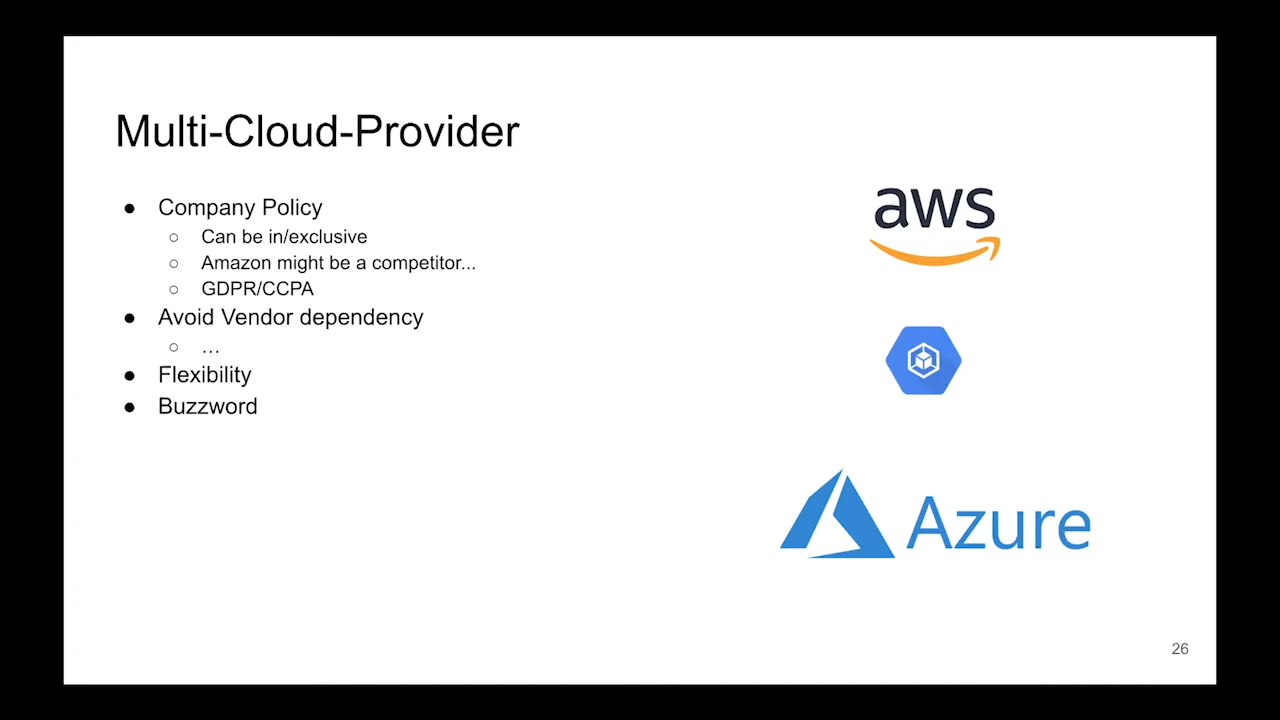 Multi-Cloud-Provider
● Company Policy
○ Can be in/exclusive
○ Amazon might be a competitor...
○ GDPR/CCPA
● Avoid Vendor dependency
○ …
● Flexibility
● Buzzword
aws
Azure
26